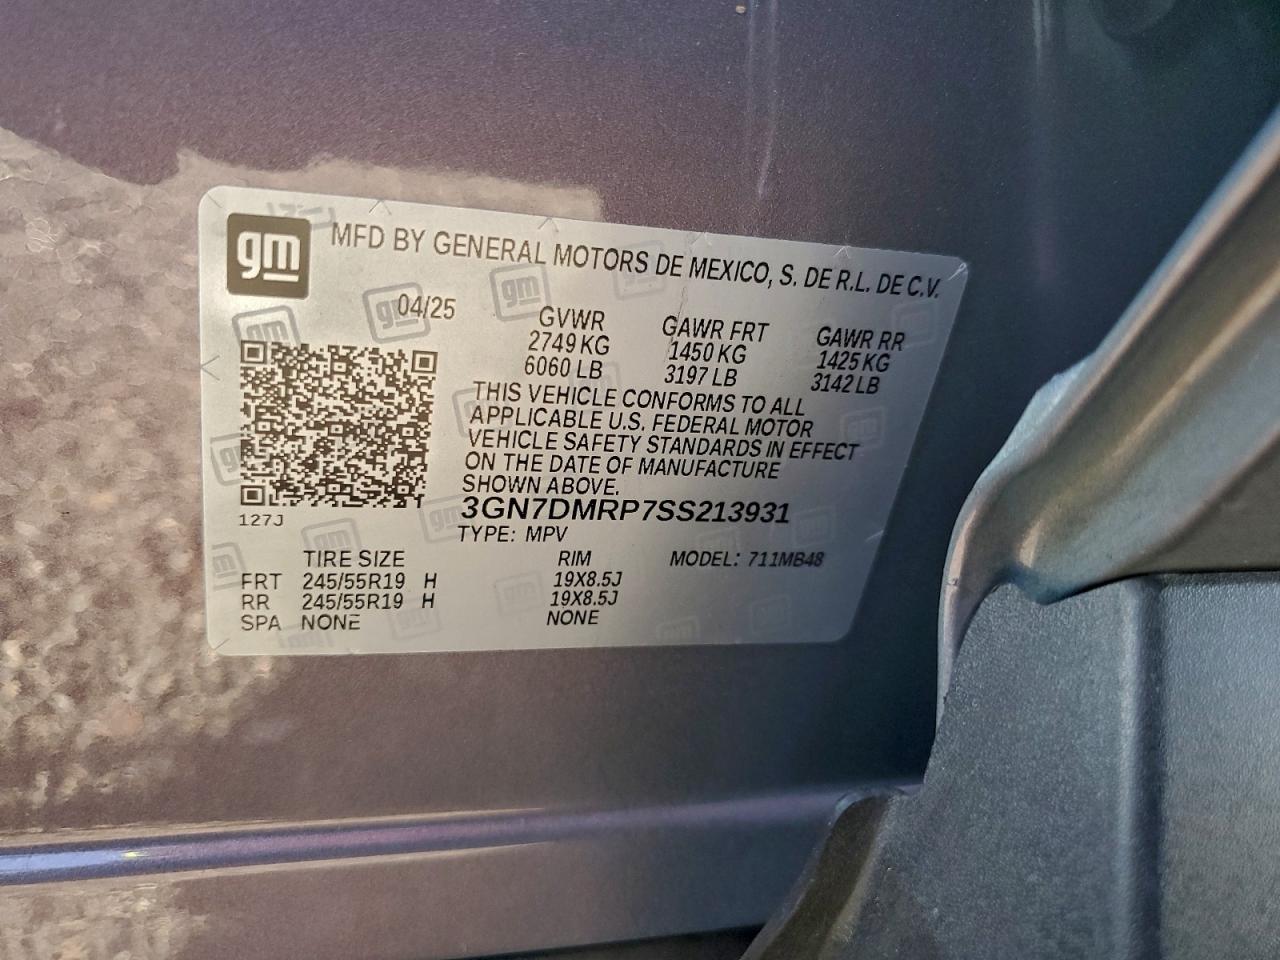 gm MFD BY GENERAL MOTORS DE MEXICO, S. DE R.L. DE C.V.
04/25 GVWR GAWR FRT GAWR RR
2749 KG 1450 KG 1425 KG
6060 LB 3197 LB 3142 LB
THIS VEHICLE CONFORMS TO ALL
APPLICABLE U.S. FEDERAL MOTOR
VEHICLE SAFETY STANDARDS IN EFFECT
ON THE DATE OF MANUFACTURE
SHOWN ABOVE.
3GN7DMRP7SS213931
127J
TYPE: MPV
TIRE SIZE RIM MODEL: 711MB48
FRT 245/55R19 H 19X8.5J
RR 245/55R19 H 19X8.5J
SPA NONE NONE